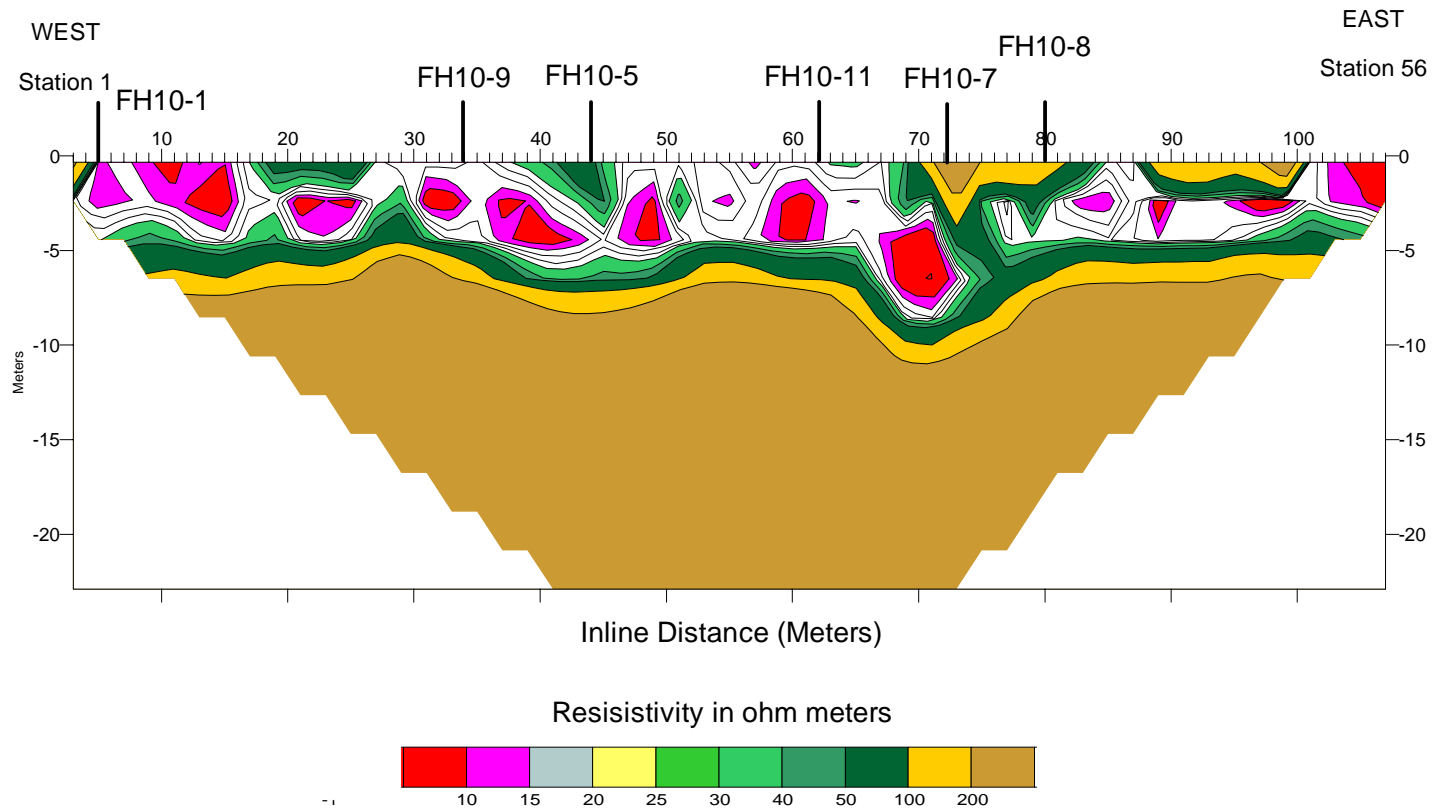 WEST
EAST
Station 1
Station 56
FH10-1
FH10-9
FH10-5
FH10-11
FH10-7
FH10-8
10 20 30 40 50 60 70 80 90 100
0
-5
-10
-15
-20
0
-5
-10
-15
-20
Meters
Inline Distance (Meters)
Resisistivity in ohm meters
10 15 20 25 30 40 50 100 200